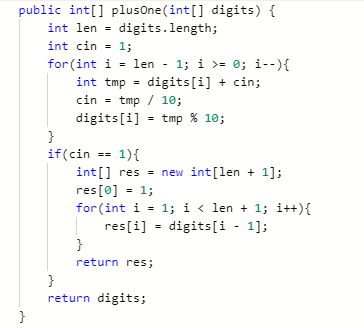 public int[] plusOne(int[] digits) {
    int len = digits.length;
    int cin = 1;
    for(int i = len - 1; i >= 0; i--){
        int tmp = digits[i] + cin;
        cin = tmp / 10;
        digits[i] = tmp % 10;
    }
    if(cin == 1){
        int[] res = new int[len + 1];
        res[0] = 1;
        for(int i = 1; i < len + 1; i++){
            res[i] = digits[i - 1];
        }
        return res;
    }
    return digits;
}